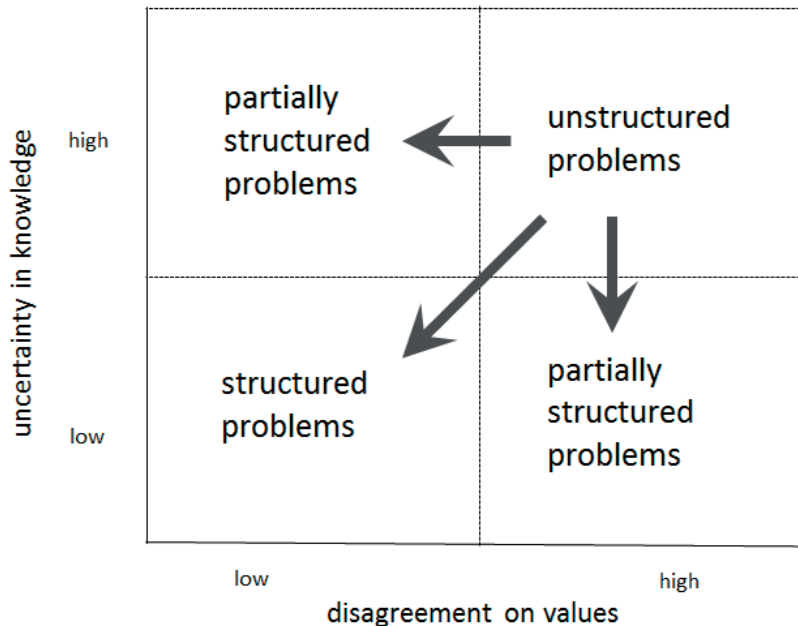 partially
structured
problems
unstructured
problems
high
uncertainty in knowledge
structured
problems
partially
structured
problems
low
low
high
disagreement on values